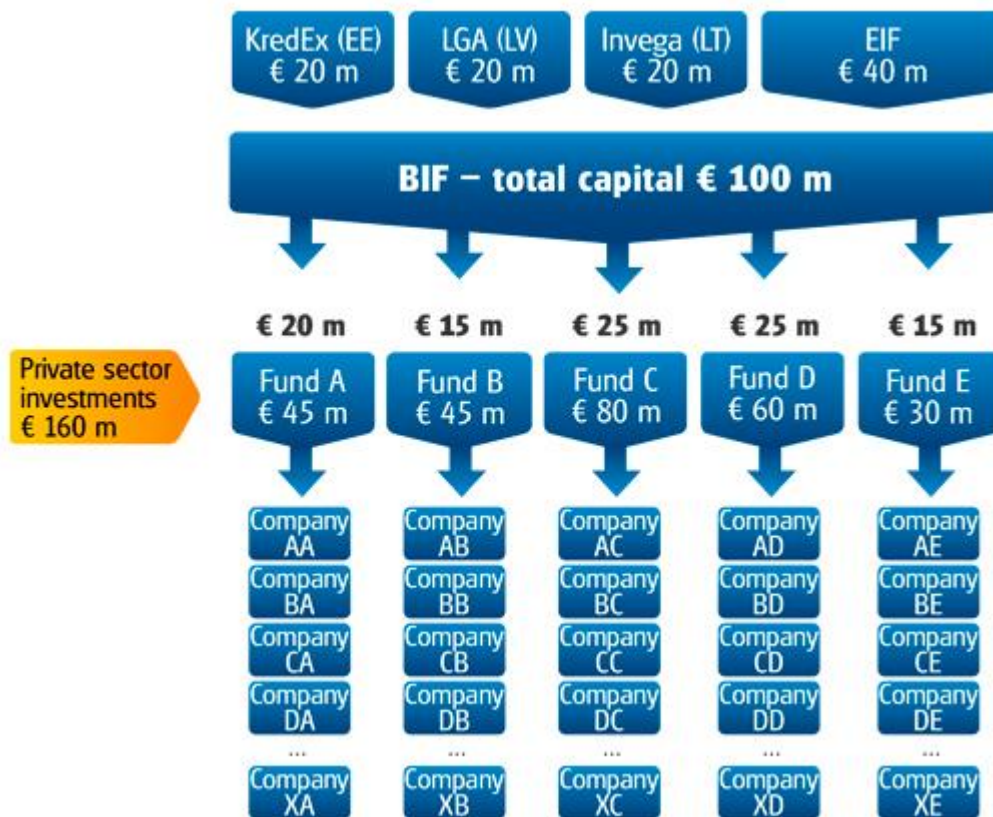 KredEx (EE)
€ 20 m
LGA (LV)
€ 20 m
Invega (LT)
€ 20 m
EIF
€ 40 m
BIF – total capital € 100 m
€ 20 m
€ 15 m
€ 25 m
€ 25 m
€ 15 m
Private sector
investments
€ 160 m
Fund A
€ 45 m
Fund B
€ 45 m
Fund C
€ 80 m
Fund D
€ 60 m
Fund E
€ 30 m
Company
AA
Company
AB
Company
AC
Company
AD
Company
AE
Company
BA
Company
BB
Company
BC
Company
BD
Company
BE
Company
CA
Company
CB
Company
CC
Company
CD
Company
CE
Company
DA
Company
DB
Company
DC
Company
DD
Company
DE
...
...
...
...
...
Company
XA
Company
XB
Company
XC
Company
XD
Company
XE